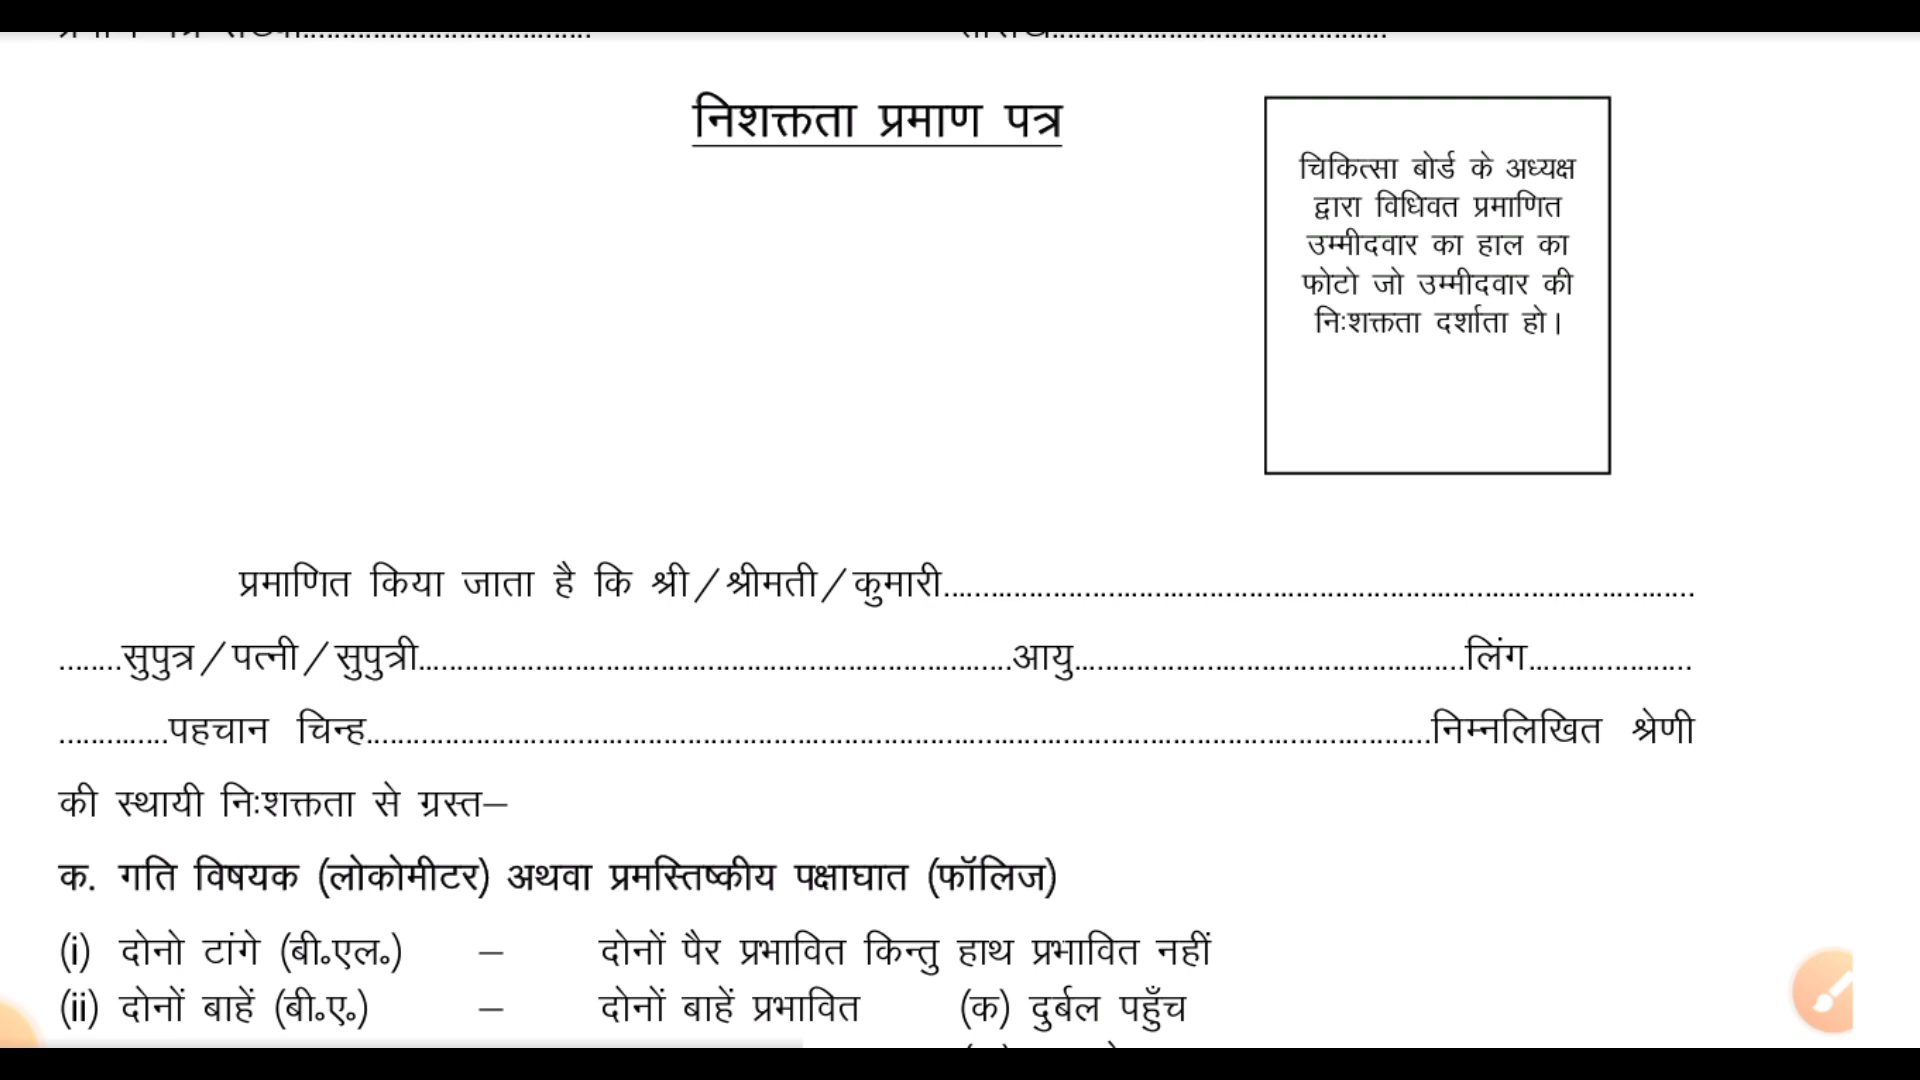 निशक्तता प्रमाण पत्र
चिकित्सा बोर्ड के अध्यक्ष
द्वारा विधिवत प्रमाणित
उम्मीदवार का हाल का
फोटो जो उम्मीदवार की
निःशक्तता दर्शाता हो।
प्रमाणित किया जाता है कि श्री/श्रीमती/कुमारी....................................................................................
........सुपुत्र/पत्नी/सुपुत्री............................................................आयु........................................लिंग...................
..............पहचान चिन्ह..............................................................................................................निम्नलिखित श्रेणी
की स्थायी निःशक्तता से ग्रस्त–
क. गति विषयक (लोकोमीटर) अथवा प्रमस्तिष्कीय पक्षाघात (फॉलिज)
(i) दोनो टांगे (बी॰एल॰) – दोनों पैर प्रभावित किन्तु हाथ प्रभावित नहीं
(ii) दोनों बाहें (बी॰ए॰) – दोनों बाहें प्रभावित (क) दुर्बल पहुँच